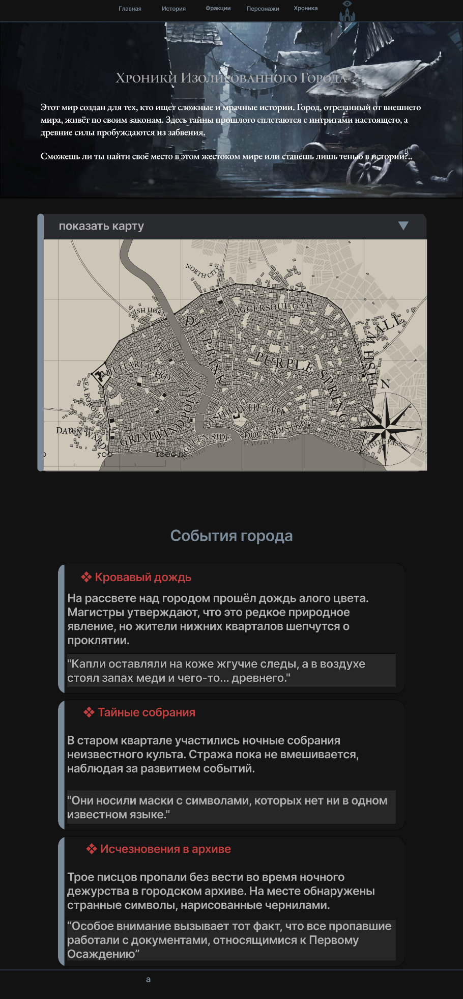 Главная История Фракции Персонажи Хроника
Хроники Изолированного Города
Этот мир создан для тех, кто ищет сложные и мрачные истории. Город, отрезанный от внешнего
мира, живёт по своим законам. Здесь тайны прошлого сплетаются с интригами настоящего, а
древние силы пробуждаются из забвения.
Сможешь ли ты найти своё место в этом жестоком мире или станешь лишь тенью в истории?..
показать карту
NORTH CITY
ASH HORN
DAGGERSOUL GATE
DEEP BANK
HISH WALL
PURPLE SPRING
MILITARY WARD
N
SEA BOROUGH
GRIMWIND POINT
ASHWAY HEATH
DAWN WARD
GREEN SIDE
DOCKS DISTRICT
WHITE PASS
0 500 1000 m
События города
❖ Кровавый дождь
На рассвете над городом прошёл дождь алого цвета.
Магистры утверждают, что это редкое природное
явление, но жители нижних кварталов шепчутся о
проклятии.
"Капли оставляли на коже жгучие следы, а в воздухе
стоял запах меди и чего-то... древнего."
❖ Тайные собрания
В старом квартале участились ночные собрания
неизвестного культа. Стража пока не вмешивается,
наблюдая за развитием событий.
"Они носили маски с символами, которых нет ни в одном
известном языке."
❖ Исчезновения в архиве
Трое писцов пропали без вести во время ночного
дежурства в городском архиве. На месте обнаружены
странные символы, нарисованные чернилами.
“Особое внимание вызывает тот факт, что все пропавшие
работали с документами, относящимися к Первому
Осаждению”
а